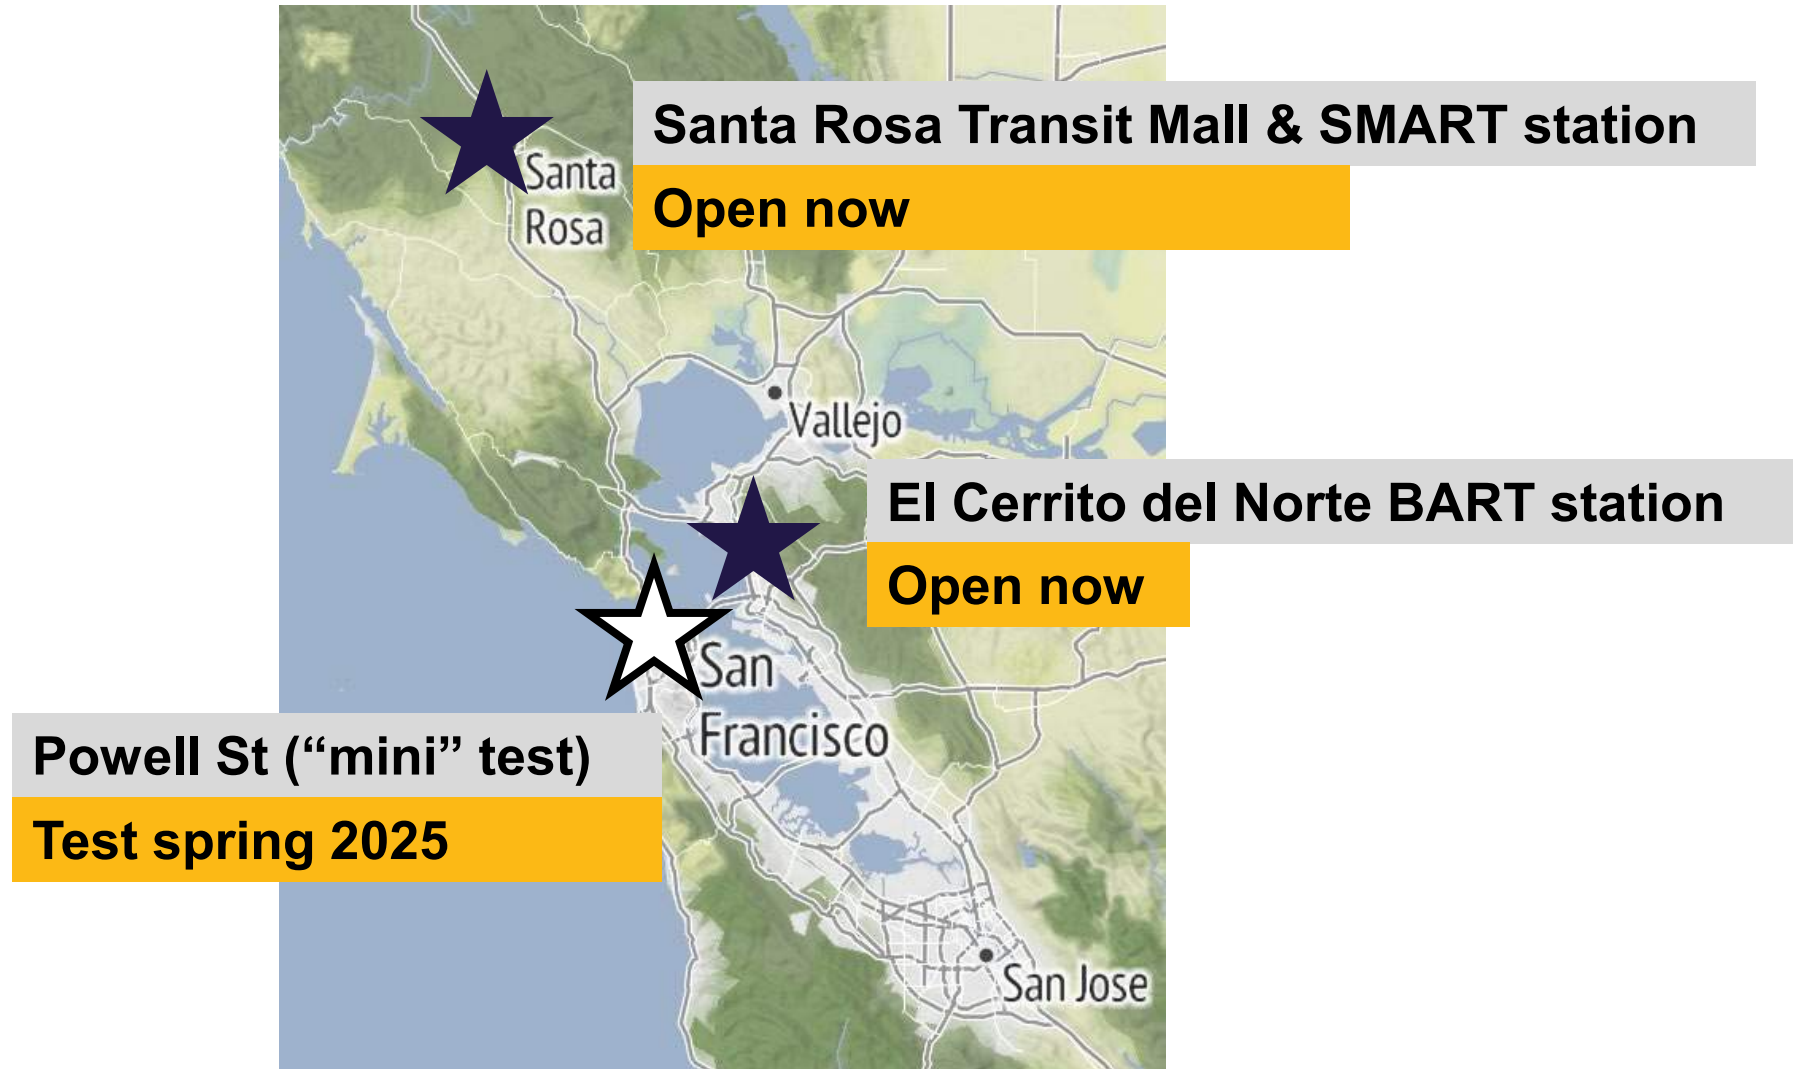 Santa Rosa Transit Mall & SMART station
Open now
Santa
Rosa
Vallejo
El Cerrito del Norte BART station
Open now
San
Francisco
Powell St (“mini” test)
Test spring 2025
San Jose